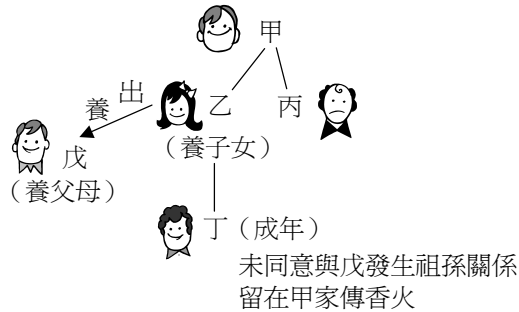 甲
出養
乙
丙
（養子女）
戊
（養父母）
丁（成年）
未同意與戊發生祖孫關係
留在甲家傳香火